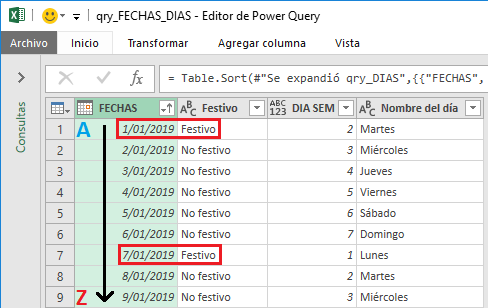 qry_FECHAS_DIAS - Editor de Power Query
Archivo Inicio Transformar Agregar columna Vista
Consultas
fx = Table.Sort(#"Se expandió qry_DIAS",{{"FECHAS",
FECHAS ABC Festivo ABC 123 DIA SEM ABC Nombre del día
1 A 1/01/2019 Festivo 2 Martes
2 2/01/2019 No festivo 3 Miércoles
3 3/01/2019 No festivo 4 Jueves
4 4/01/2019 No festivo 5 Viernes
5 5/01/2019 No festivo 6 Sábado
6 6/01/2019 No festivo 7 Domingo
7 7/01/2019 Festivo 1 Lunes
8 8/01/2019 No festivo 2 Martes
9 Z 9/01/2019 No festivo 3 Miércoles